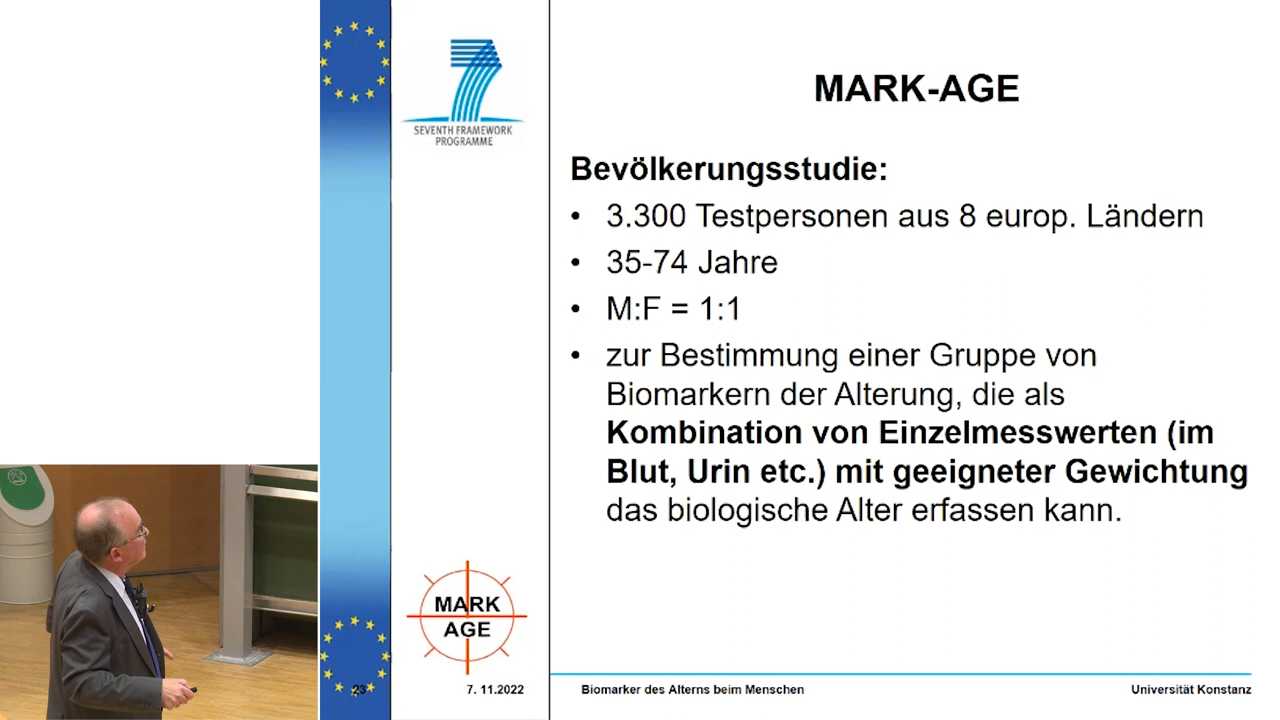 SEVENTH FRAMEWORK
PROGRAMME
MARK-AGE
Bevölkerungsstudie:
• 3.300 Testpersonen aus 8 europ. Ländern
• 35-74 Jahre
• M:F = 1:1
• zur Bestimmung einer Gruppe von
Biomarkern der Alterung, die als
Kombination von Einzelmesswerten (im
Blut, Urin etc.) mit geeigneter Gewichtung
das biologische Alter erfassen kann.
MARK
AGE
23
7. 11.2022
Biomarker des Alterns beim Menschen
Universität Konstanz